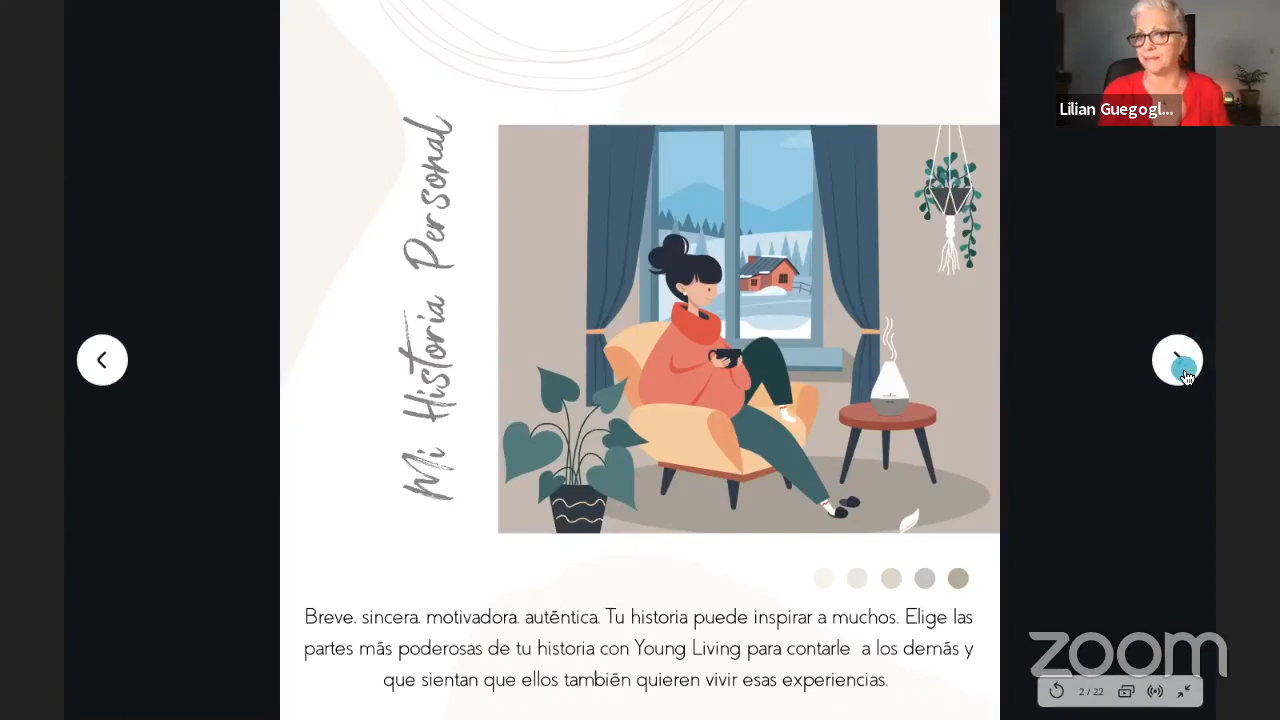 Lilian Guegogl...
Mi Historia Personal
Breve. sincera. motivadora. auténtica. Tu historia puede inspirar a muchos. Elige las
partes más poderosas de tu historia con Young Living para contarle a los demás y
que sientan que ellos también quieren vivir esas experiencias.
zoom
2 / 22